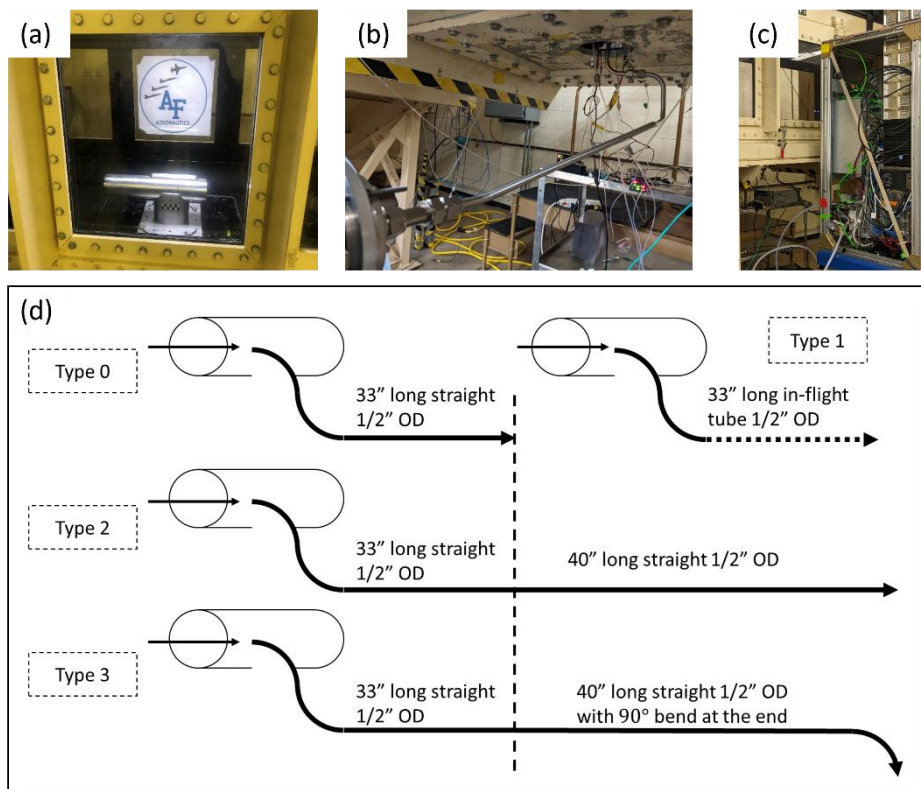 (a)
AF
AERONAUTICS
(b)
(c)
(d)
Type 0
33” long straight
1/2” OD
Type 1
33” long in-flight
tube 1/2” OD
Type 2
33” long straight
1/2” OD
40” long straight 1/2” OD
Type 3
33” long straight
1/2” OD
40” long straight 1/2” OD
with 90° bend at the end